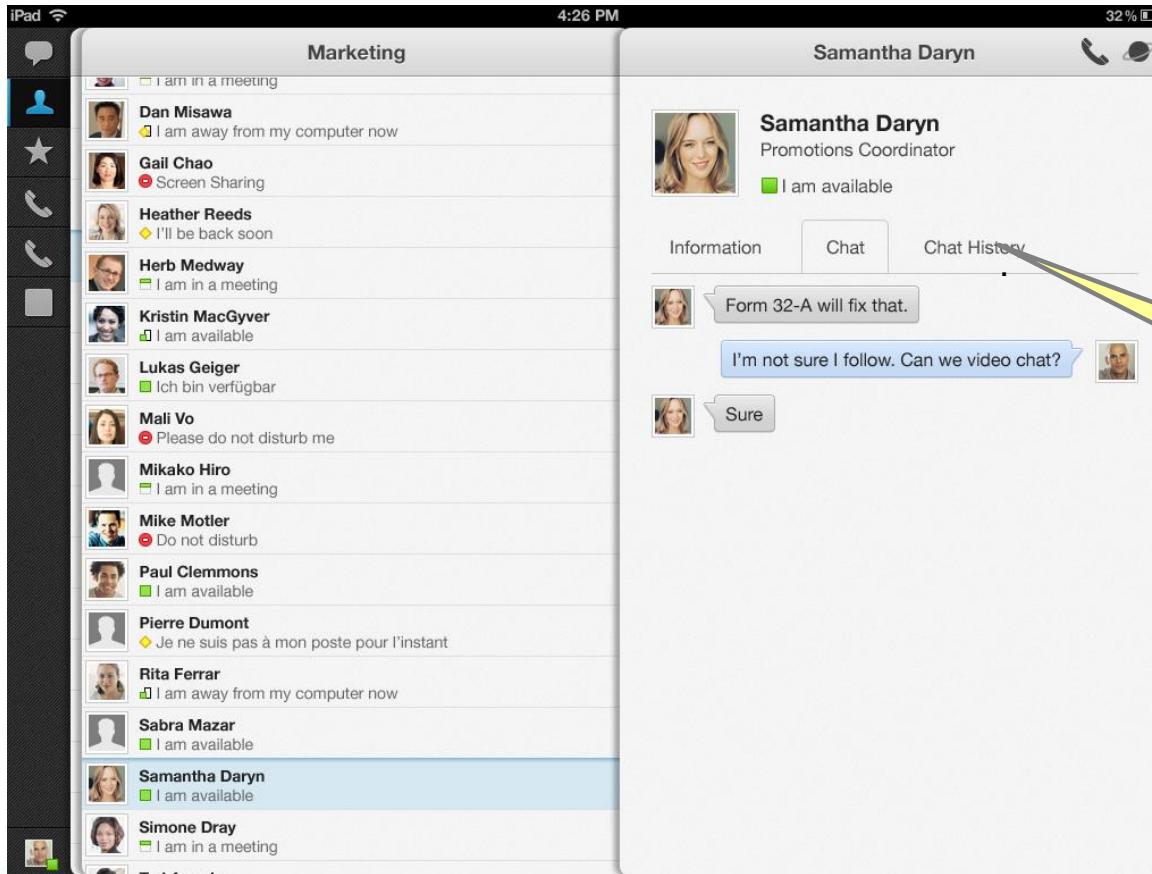 iPad
4:26 PM
32 %
Marketing
I am in a meeting
Dan Misawa
I am away from my computer now
Gail Chao
Screen Sharing
Heather Reeds
I'll be back soon
Herb Medway
I am in a meeting
Kristin MacGyver
I am available
Lukas Geiger
Ich bin verfügbar
Mali Vo
Please do not disturb me
Mikako Hiro
I am in a meeting
Mike Motler
Do not disturb
Paul Clemmons
I am available
Pierre Dumont
Je ne suis pas à mon poste pour l'instant
Rita Ferrar
I am away from my computer now
Sabra Mazar
I am available
Samantha Daryn
I am available
Simone Dray
I am in a meeting
Samantha Daryn
Samantha Daryn
Promotions Coordinator
I am available
Information
Chat
Chat History
Form 32-A will fix that.
I'm not sure I follow. Can we video chat?
Sure